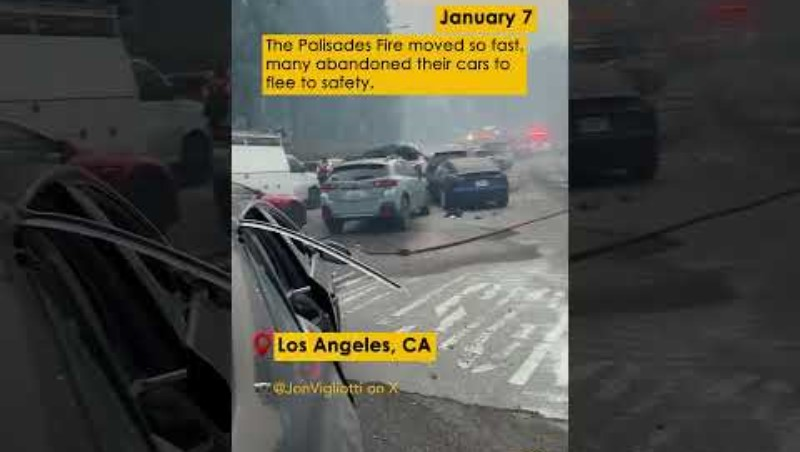 January 7
The Palisades Fire moved so fast,
many abandoned their cars to
flee to safety.
Los Angeles, CA
@JonVigliotti on X